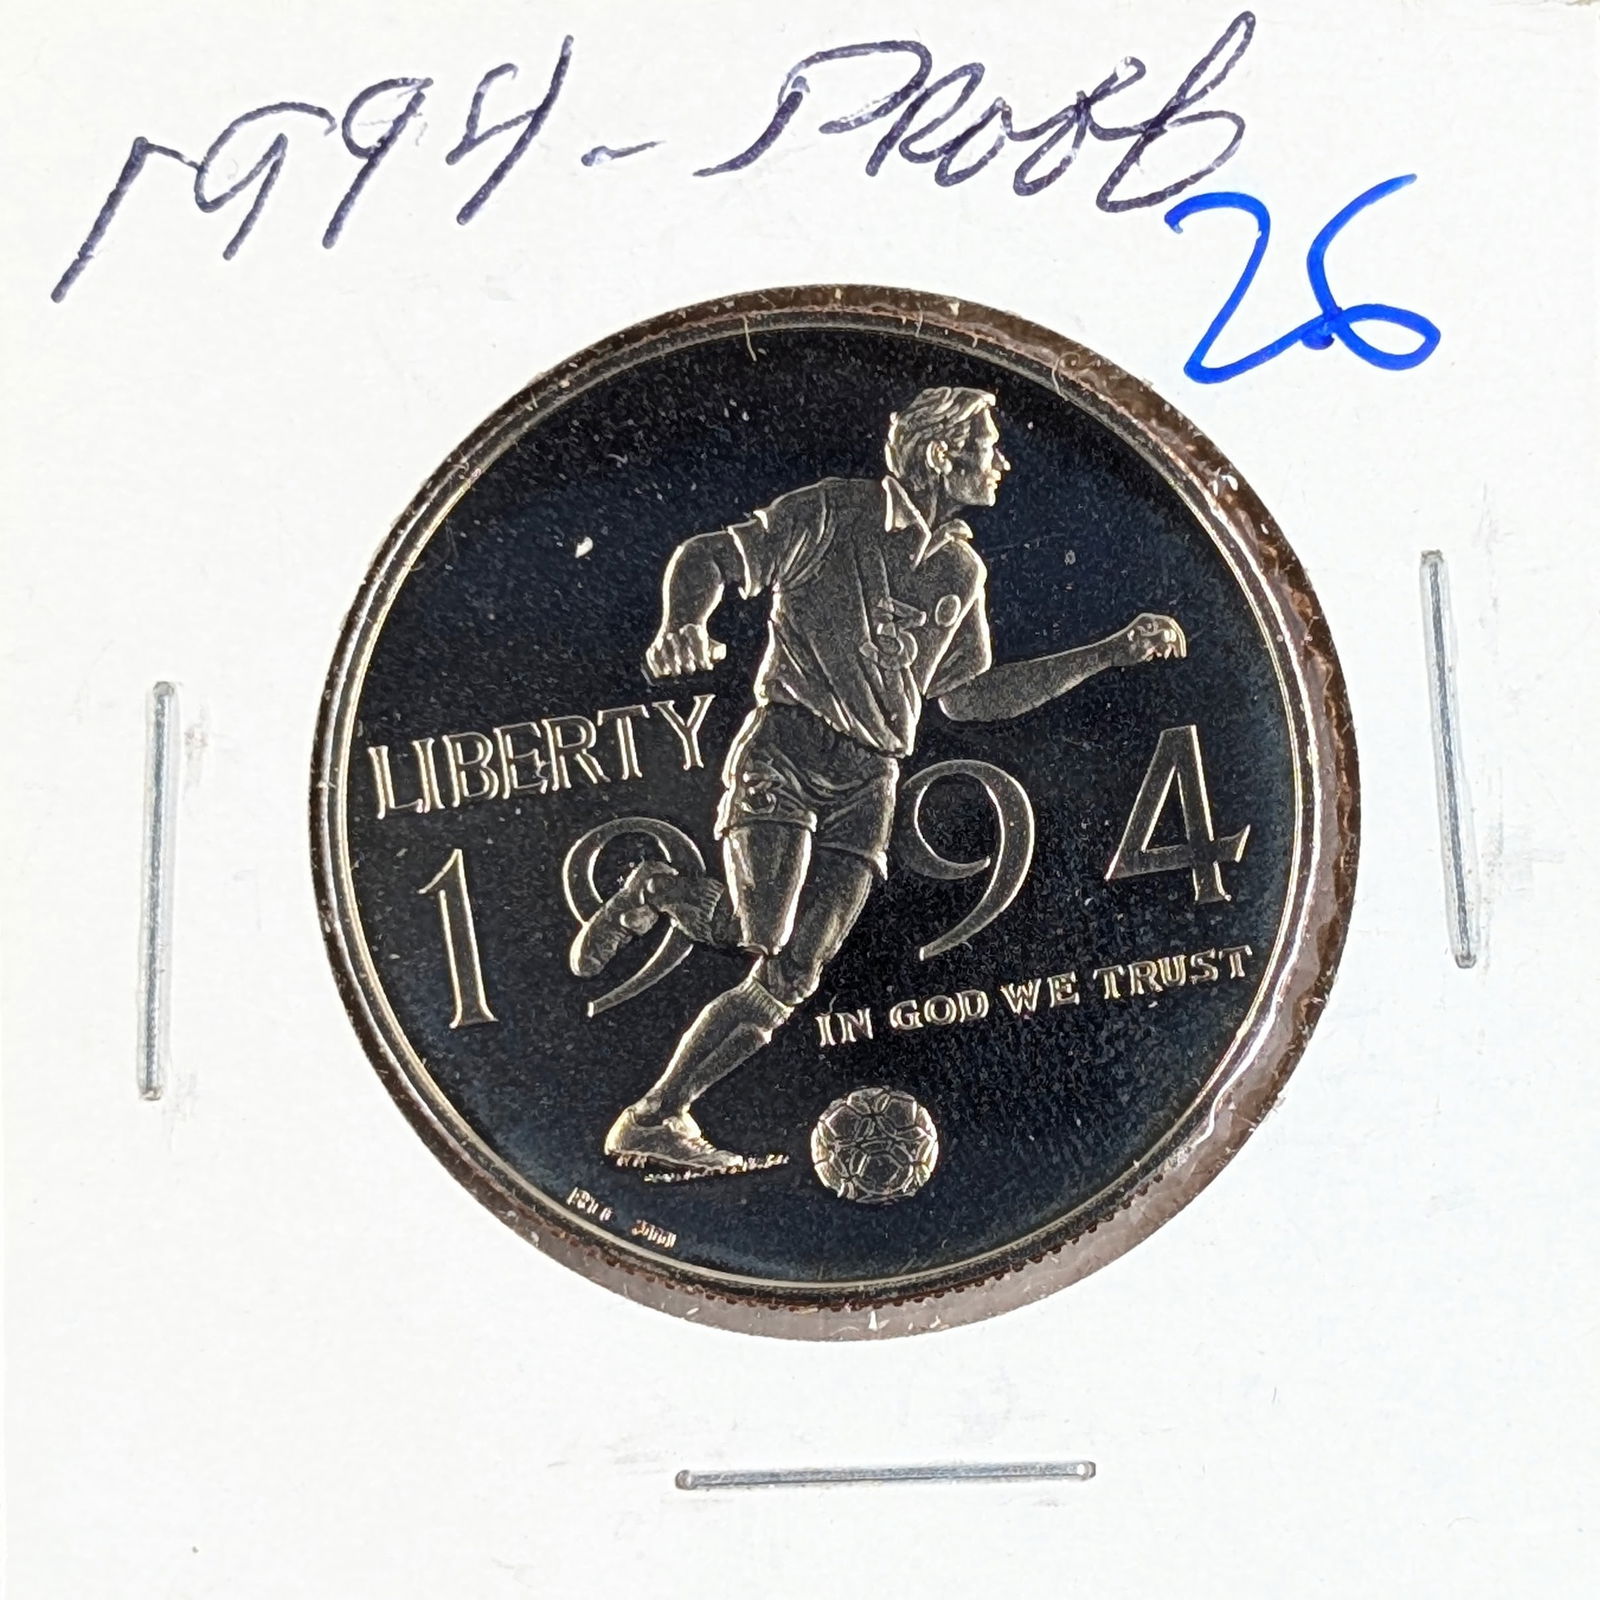 1994 - Proof
26
LIBERTY
1994
IN GOD WE TRUST